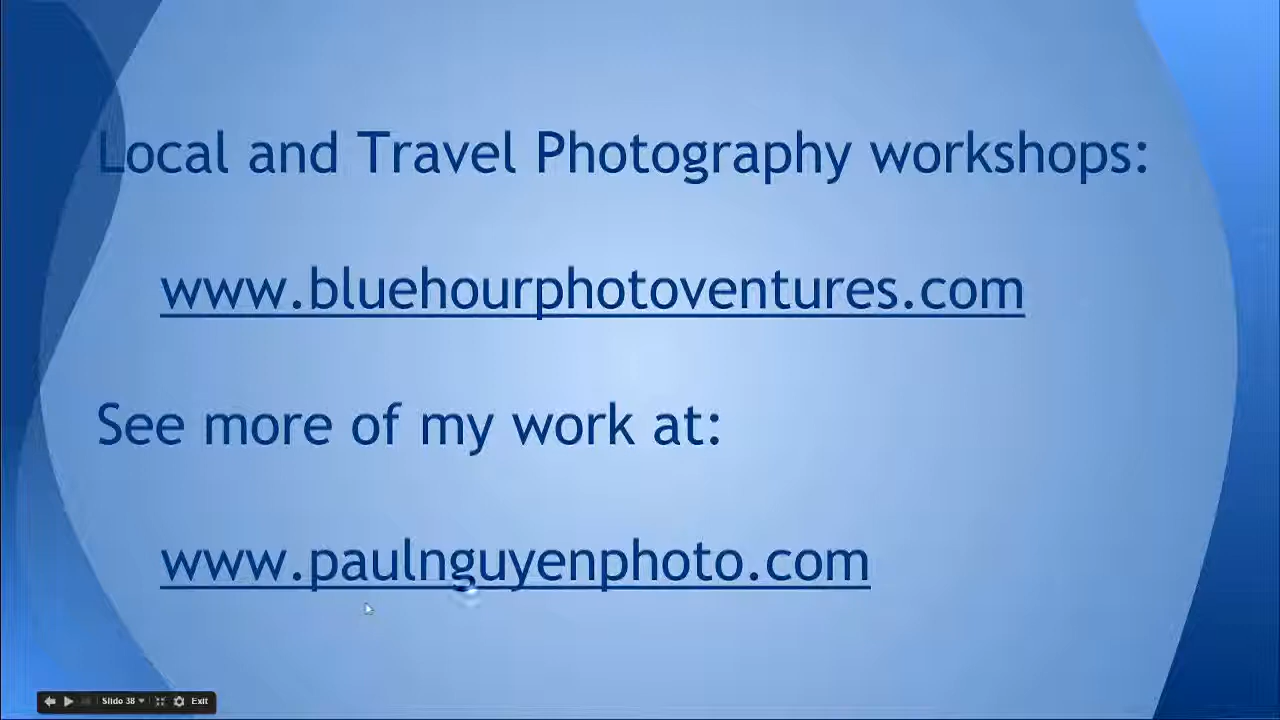 Local and Travel Photography workshops:
www.bluehourphotoventures.com
See more of my work at:
www.paulnguyenphoto.com
Slide 38
Exit